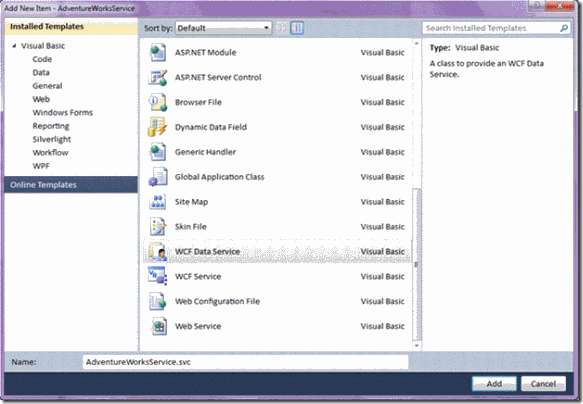 Add New Item - AdventureWorksService
Installed Templates
Visual Basic
Code
Data
General
Web
Windows Forms
Reporting
Silverlight
Workflow
WPF
Online Templates
Sort by: Default
ASP.NET Module Visual Basic
ASP.NET Server Control Visual Basic
Browser File Visual Basic
Dynamic Data Field Visual Basic
Generic Handler Visual Basic
Global Application Class Visual Basic
Site Map Visual Basic
Skin File Visual Basic
WCF Data Service Visual Basic
WCF Service Visual Basic
Web Configuration File Visual Basic
Web Service Visual Basic
Search Installed Templates
Type: Visual Basic
A class to provide an WCF Data
Service.
Name: AdventureWorksService.svc
Add Cancel